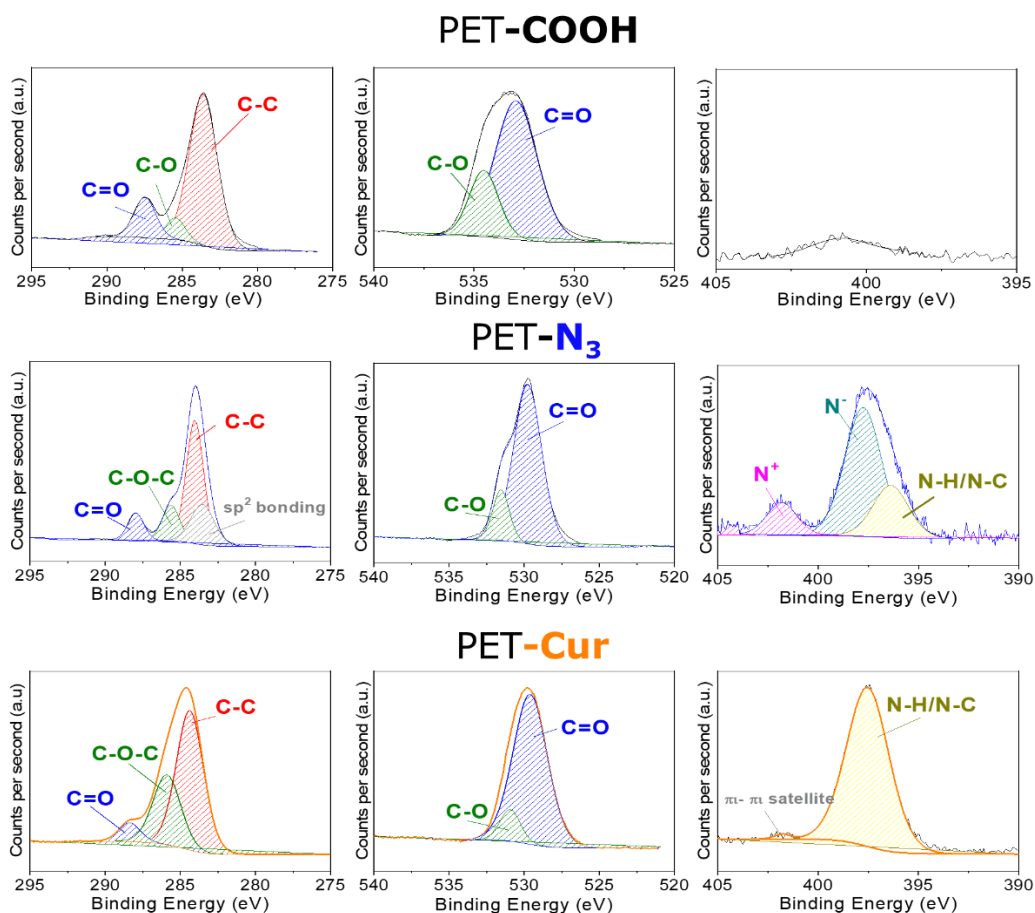 PET-COOH
Counts per second (a.u.)
C-C
C-O
C=O
295 290 285 280 275
Binding Energy (eV)
Counts per second (a.u.)
C=O
C-O
540 535 530 525
Binding Energy (eV)
Counts per second (a.u.)
405 400 395
Binding Energy (eV)
PET-N₃
Counts per second (a.u.)
C-C
C-O-C
C=O
sp² bonding
295 290 285 280 275
Binding Energy (eV)
Counts per second (a.u.)
C=O
C-O
540 535 530 525 520
Binding Energy (eV)
Counts per second (a.u.)
N⁻
N⁺
N-H/N-C
405 400 395 390
Binding Energy (eV)
PET-Cur
Counts per second (a.u)
C-C
C-O-C
C=O
295 290 285 280 275
Binding Energy (eV)
Counts per second (a.u.)
C=O
C-O
540 535 530 525 520
Binding Energy (eV)
Counts per second (a.u.)
N-H/N-C
πι- πι satellite
405 400 395 390
Binding Energy (eV)